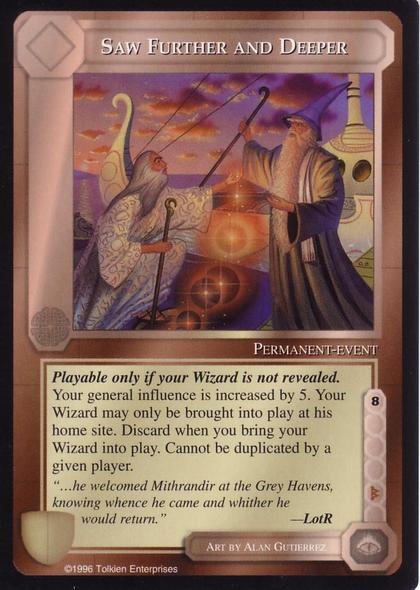 SAW FURTHER AND DEEPER
PERMANENT-EVENT
Playable only if your Wizard is not revealed.
Your general influence is increased by 5. Your
Wizard may only be brought into play at his
home site. Discard when you bring your
Wizard into play. Cannot be duplicated by a
given player.
8
W
“...he welcomed Mithrandir at the Grey Havens,
knowing whence he came and whither he
would return.” —LotR
ART BY ALAN GUTIERREZ
©1996 Tolkien Enterprises